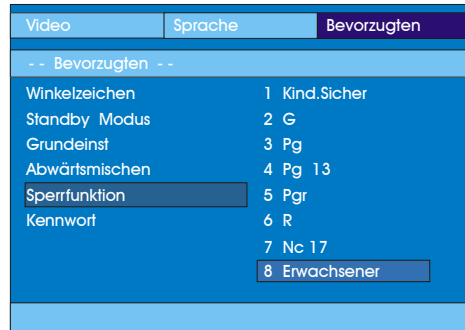 Video Sprache Bevorzugten
- - Bevorzugten - -
Winkelzeichen 1 Kind.Sicher
Standby Modus 2 G
Grundeinst 3 Pg
Abwärtsmischen 4 Pg 13
Sperrfunktion 5 Pgr
Kennwort 6 R
7 Nc 17
8 Erwachsener